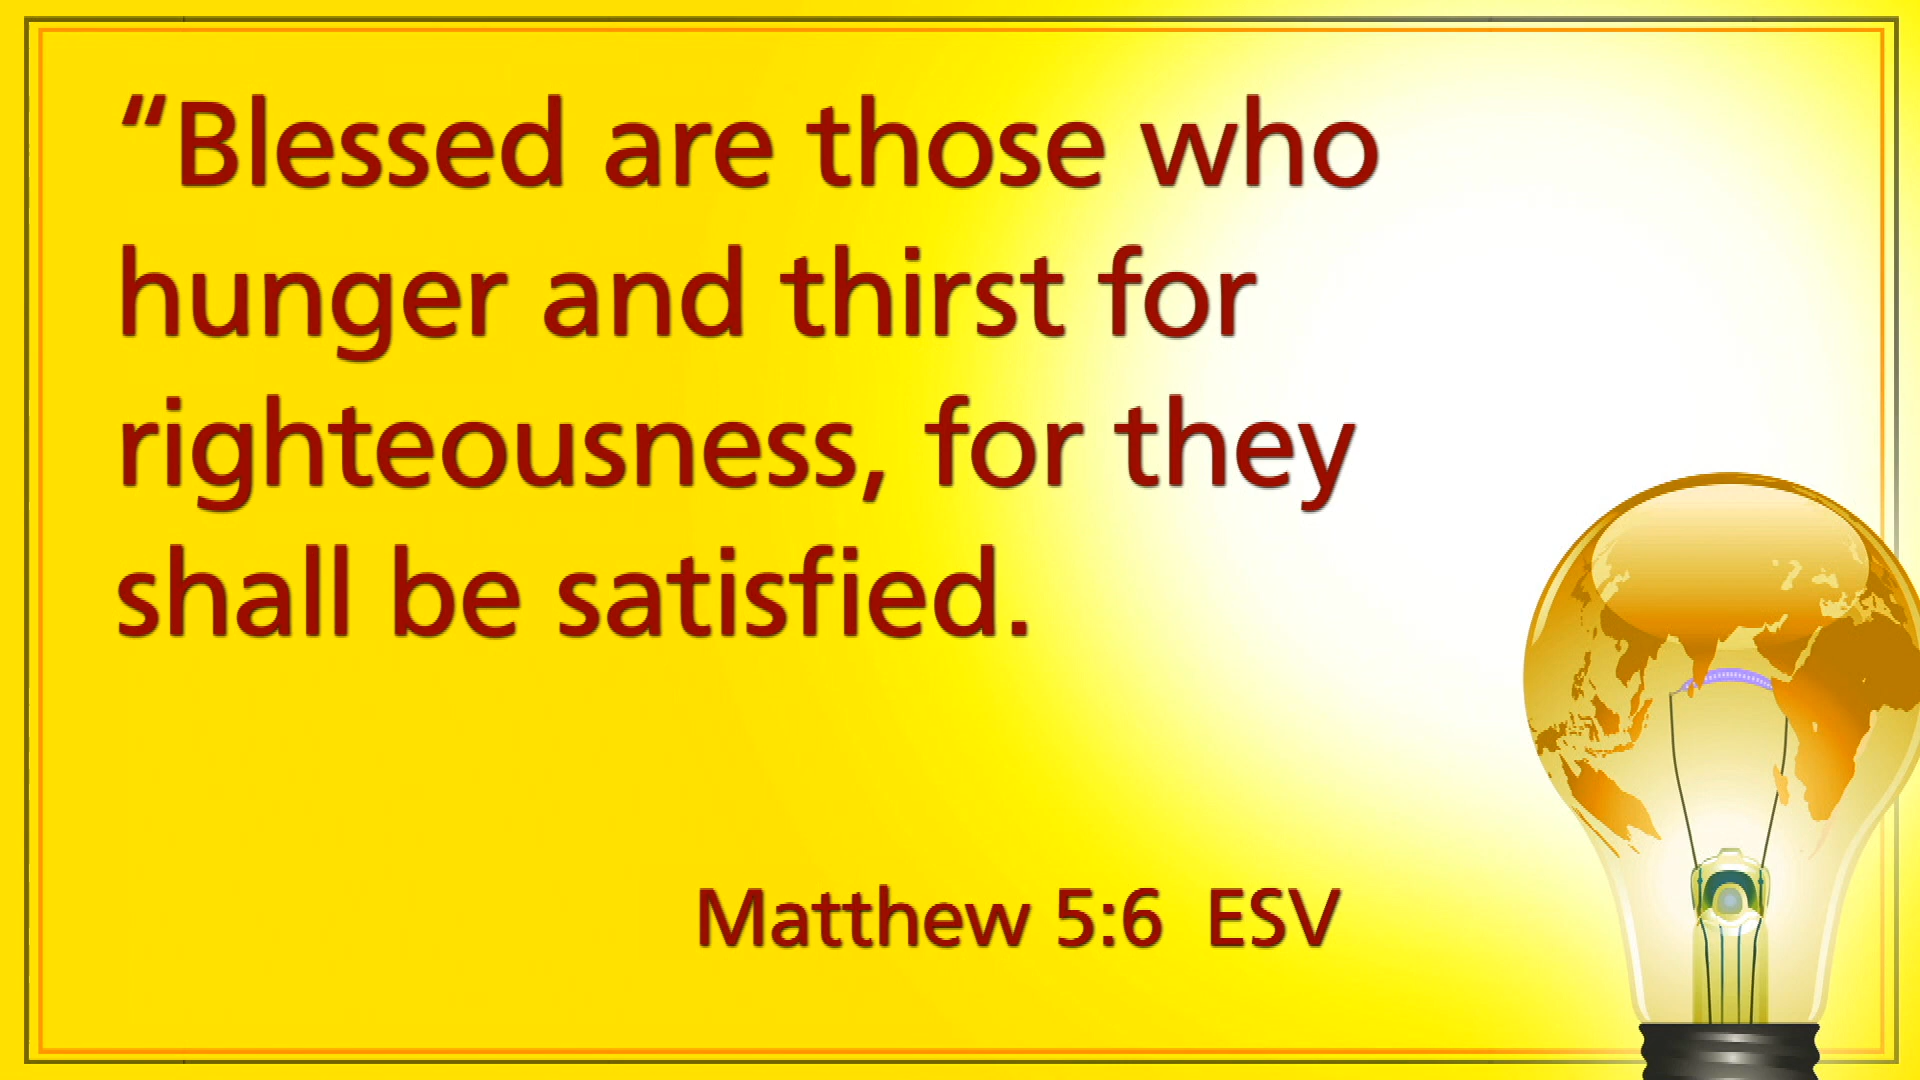 “Blessed are those who
hunger and thirst for
righteousness, for they
shall be satisfied.
Matthew 5:6  ESV